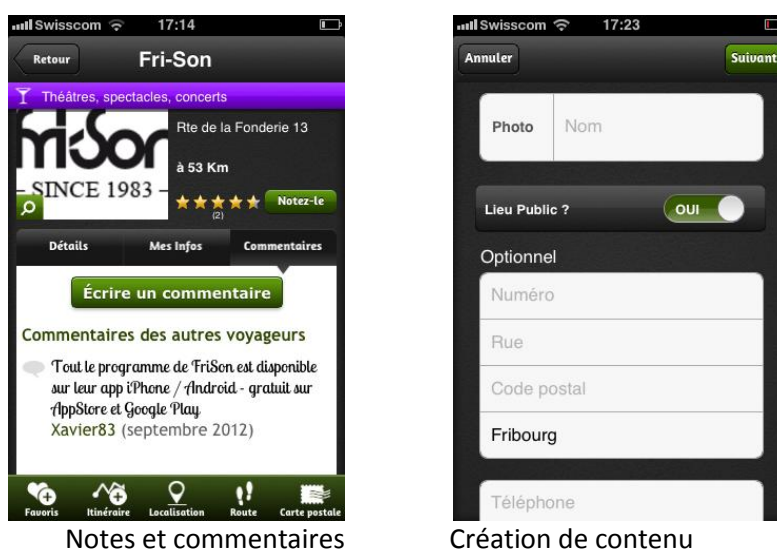 Swisscom 17:14
Retour Fri-Son
Théâtres, spectacles, concerts
fri-Son
- SINCE 1983 -
Rte de la Fonderie 13
à 53 Km
(2)
Notez-le
Détails Mes Infos Commentaires
Écrire un commentaire
Commentaires des autres voyageurs
Tout le programme de FriSon est disponible
sur leur app iPhone / Android - gratuit sur
AppStore et Google Play.
Xavier83 (septembre 2012)
Favoris Itinéraire Localisation Route Carte postale
Notes et commentaires
Swisscom 17:23
Annuler Suivant
Photo Nom
Lieu Public ? OUI
Optionnel
Numéro
Rue
Code postal
Fribourg
Téléphone
Création de contenu